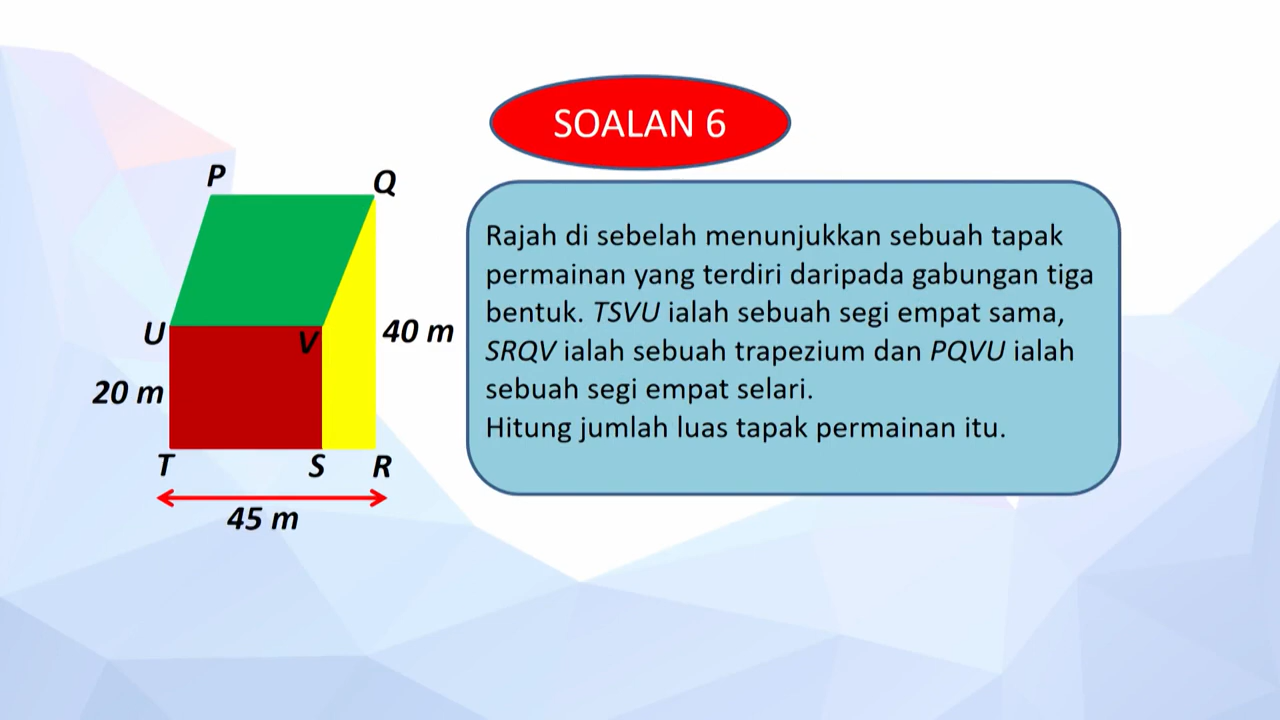 SOALAN 6
P
Q
U
V
40 m
20 m
T
S
R
45 m
Rajah di sebelah menunjukkan sebuah tapak
permainan yang terdiri daripada gabungan tiga
bentuk. TSVU ialah sebuah segi empat sama,
SRQV ialah sebuah trapezium dan PQVU ialah
sebuah segi empat selari.
Hitung jumlah luas tapak permainan itu.